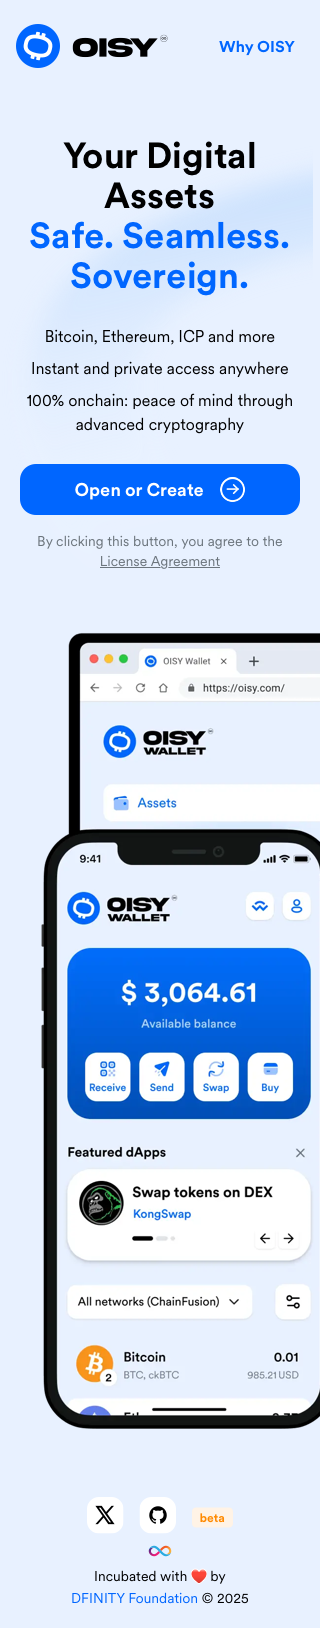 OISY
Why OISY
Your Digital
Assets
Safe. Seamless.
Sovereign.
Bitcoin, Ethereum, ICP and more
Instant and private access anywhere
100% onchain: peace of mind through
advanced cryptography
Open or Create
By clicking this button, you agree to the
License Agreement
OISY Wallet
https://oisy.com/
OISY
WALLET
Assets
9:41
OISY
WALLET
$ 3,064.61
Available balance
Receive
Send
Swap
Buy
Featured dApps
Swap tokens on DEX
KongSwap
All networks (ChainFusion)
Bitcoin
0.01
2
BTC, ckBTC
985.21 USD
beta
Incubated with ❤️ by
DFINITY Foundation © 2025